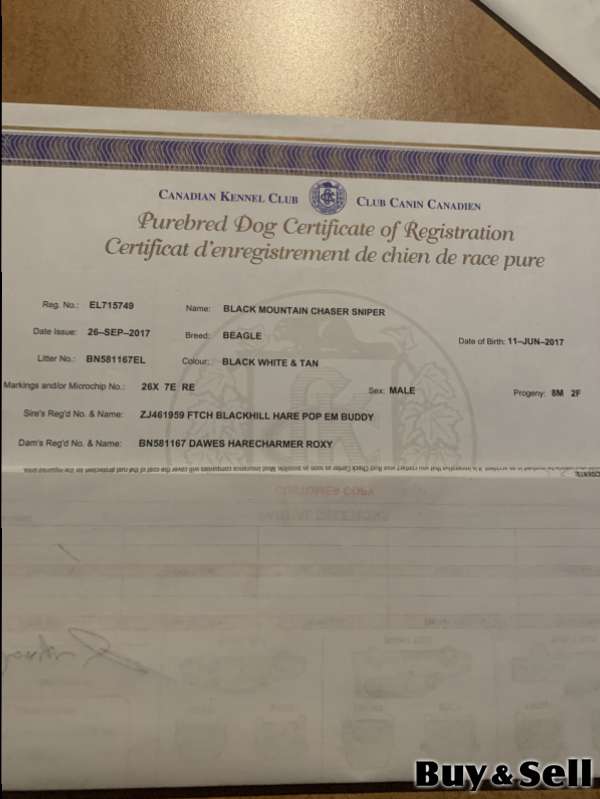 CANADIAN KENNEL CLUB CLUB CANIN CANADIEN
Purebred Dog Certificate of Registration
Certificat d'enregistrement de chien de race pure
Reg. No.: EL715749 Name: BLACK MOUNTAIN CHASER SNIPER
Date Issue: 26-SEP-2017 Breed: BEAGLE Date of Birth: 11-JUN-2017
Litter No.: BN581167EL Colour: BLACK WHITE & TAN
Markings and/or Microchip No.: 26X 7E RE Sex: MALE Progeny: 8M 2F
Sire's Reg'd No. & Name: ZJ461959 FTCH BLACKHILL HARE POP EM BUDDY
Dam's Reg'd No. & Name: BN581167 DAWES HARECHARMER ROXY
CUSTOMER COPY
Buy & Sell